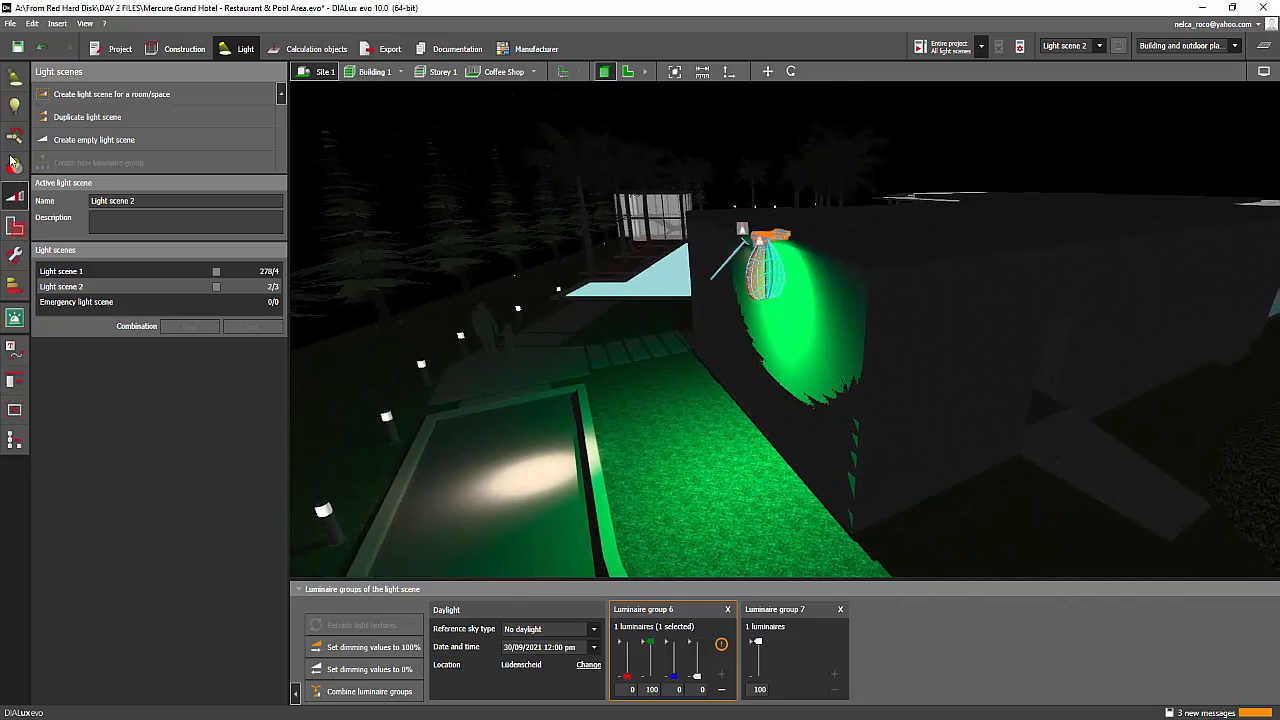 A:\From Red Hard Disk\DAY 2 FILES\Mercure Grand Hotel - Restaurant & Pool Area.evo* - DIALux evo 10.0 (64-bit)
File Edit Insert View ?
nelca_roco@yahoo.com
Project Construction Light Calculation objects Export Documentation Manufacturer
Entire project
All light scenes
Light scene 2
Building and outdoor pla...
Light scenes
Site 1 Building 1 Storey 1 Coffee Shop
Create light scene for a room/space
Duplicate light scene
Create empty light scene
Create new luminaire group
Active light scene
Name Light scene 2
Description
Light scenes
Light scene 1 278/4
Light scene 2 2/3
Emergency light scene 0/0
Combination
Luminaire groups of the light scene
Refresh light textures
Set dimming values to 100%
Set dimming values to 0%
Combine luminaire groups
Daylight
Reference sky type No daylight
Date and time 30/09/2021 12:00 pm
Location Lüdenscheid Change
Luminaire group 6 X
1 luminaires (1 selected)
0 100 0 0
Luminaire group 7 X
1 luminaires
100
DIALux evo
3 new messages